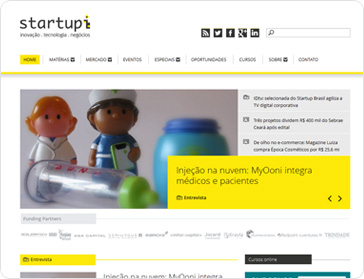 startupi
inovação . tecnologia . negócios
HOME MATÉRIAS MERCADO EVENTOS ESPECIAIS OPORTUNIDADES CURSOS SOBRE CONTATO
IOito: selecionada do Startup Brasil agiliza a
TV digital corporativa
Três projetos dividem R$ 400 mil do Sebrae
Ceará após edital
De olho no e-commerce: Magazine Luiza
compra Época Cosméticos por R$ 25,6 mi
Injeção na nuvem: MyOoni integra
médicos e pacientes
Entrevista
Funding Partners
Entrevista
Cursos online
Injeção na nuvem: MyOoni integra